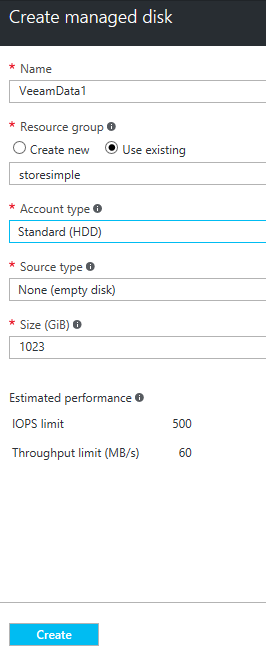 Create managed disk
* Name
VeeamData1
* Resource group
Create new Use existing
storesimple
* Account type
Standard (HDD)
* Source type
None (empty disk)
* Size (GiB)
1023
Estimated performance
IOPS limit 500
Throughput limit (MB/s) 60
Create